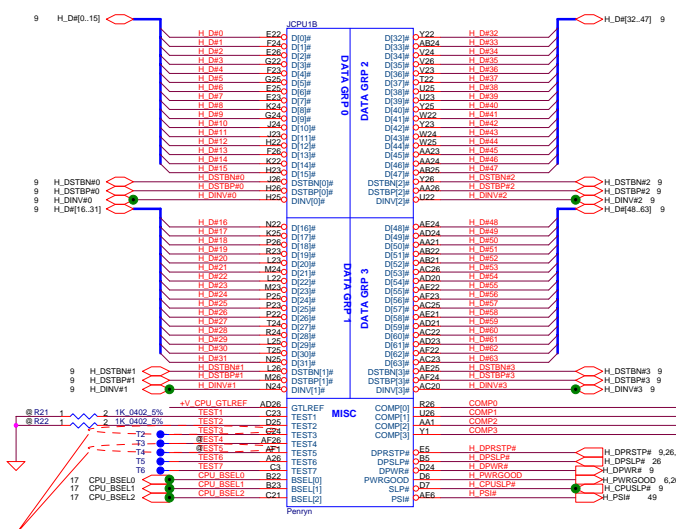 JCPU1B
9 H_D#[0..15] H_D#[32..47] 9
H_D#0 E22 D[0]# D[32]# Y22 H_D#32
H_D#1 F24 D[1]# D[33]# AB24 H_D#33
H_D#2 E26 D[2]# D[34]# V24 H_D#34
H_D#3 G22 D[3]# D[35]# V26 H_D#35
H_D#4 F23 D[4]# D[36]# V23 H_D#36
H_D#5 G25 D[5]# D[37]# T22 H_D#37
H_D#6 E25 D[6]# D[38]# U25 H_D#38
H_D#7 E23 D[7]# D[39]# U23 H_D#39
H_D#8 K24 D[8]# D[40]# Y25 H_D#40
H_D#9 G24 D[9]# D[41]# W22 H_D#41
H_D#10 J24 D[10]# D[42]# Y23 H_D#42
H_D#11 J23 D[11]# D[43]# W24 H_D#43
H_D#12 H22 D[12]# D[44]# W25 H_D#44
H_D#13 F26 D[13]# D[45]# AA23 H_D#45
H_D#14 K22 D[14]# D[46]# AA24 H_D#46
H_D#15 H23 D[15]# D[47]# AB25 H_D#47
9 H_DSTBN#0 H_DSTBN#0 J26 DSTBN[0]# DSTBN[2]# Y26 H_DSTBN#2 H_DSTBN#2 9
9 H_DSTBP#0 H_DSTBP#0 H26 DSTBP[0]# DSTBP[2]# AA26 H_DSTBP#2 H_DSTBP#2 9
9 H_DINV#0 H_DINV#0 H25 DINV[0]# DINV[2]# U22 H_DINV#2 H_DINV#2 9
DATA GRP 0 DATA GRP 2
9 H_D#[16..31] H_D#[48..63] 9
H_D#16 N22 D[16]# D[48]# AE24 H_D#48
H_D#17 K25 D[17]# D[49]# AD24 H_D#49
H_D#18 P26 D[18]# D[50]# AA21 H_D#50
H_D#19 R23 D[19]# D[51]# AB22 H_D#51
H_D#20 L23 D[20]# D[52]# AB21 H_D#52
H_D#21 M24 D[21]# D[53]# AC26 H_D#53
H_D#22 L22 D[22]# D[54]# AD20 H_D#54
H_D#23 M23 D[23]# D[55]# AE22 H_D#55
H_D#24 P25 D[24]# D[56]# AF23 H_D#56
H_D#25 P23 D[25]# D[57]# AC25 H_D#57
H_D#26 P22 D[26]# D[58]# AE21 H_D#58
H_D#27 T24 D[27]# D[59]# AD21 H_D#59
H_D#28 R24 D[28]# D[60]# AC22 H_D#60
H_D#29 L25 D[29]# D[61]# AD23 H_D#61
H_D#30 T25 D[30]# D[62]# AF22 H_D#62
H_D#31 N25 D[31]# D[63]# AC23 H_D#63
9 H_DSTBN#1 H_DSTBN#1 L26 DSTBN[1]# DSTBN[3]# AE25 H_DSTBN#3 H_DSTBN#3 9
9 H_DSTBP#1 H_DSTBP#1 M26 DSTBP[1]# DSTBP[3]# AF24 H_DSTBP#3 H_DSTBP#3 9
9 H_DINV#1 H_DINV#1 N24 DINV[1]# DINV[3]# AC20 H_DINV#3 H_DINV#3 9
DATA GRP 1 DATA GRP 3
+V_CPU_GTLREF AD26 GTLREF MISC COMP[0] R26 COMP0
@ R21 1 2 1K_0402_5% TEST1 C23 TEST1 COMP[1] U26 COMP1
@ R22 1 2 1K_0402_5% TEST2 D25 TEST2 COMP[2] AA1 COMP2
T2 TEST3 C24 TEST3 COMP[3] Y1 COMP3
T3 @TEST4 AF26 TEST4
T4 TEST5 AF1 TEST5 DPRSTP# E5 H_DPRSTP# H_DPRSTP# 9,26,
T5 TEST6 A26 TEST6 DPSLP# B5 H_DPSLP# H_DPSLP# 26
T6 TEST7 C3 TEST7 DPWR# D24 H_DPWR# H_DPWR# 9
17 CPU_BSEL0 CPU_BSEL0 B22 BSEL[0] PWRGOOD D6 H_PWRGOOD H_PWRGOOD 6,26
17 CPU_BSEL1 CPU_BSEL1 B23 BSEL[1] SLP# D7 H_CPUSLP# H_CPUSLP# 9
17 CPU_BSEL2 CPU_BSEL2 C21 BSEL[2] PSI# AE6 H_PSI# H_PSI# 49
Penryn